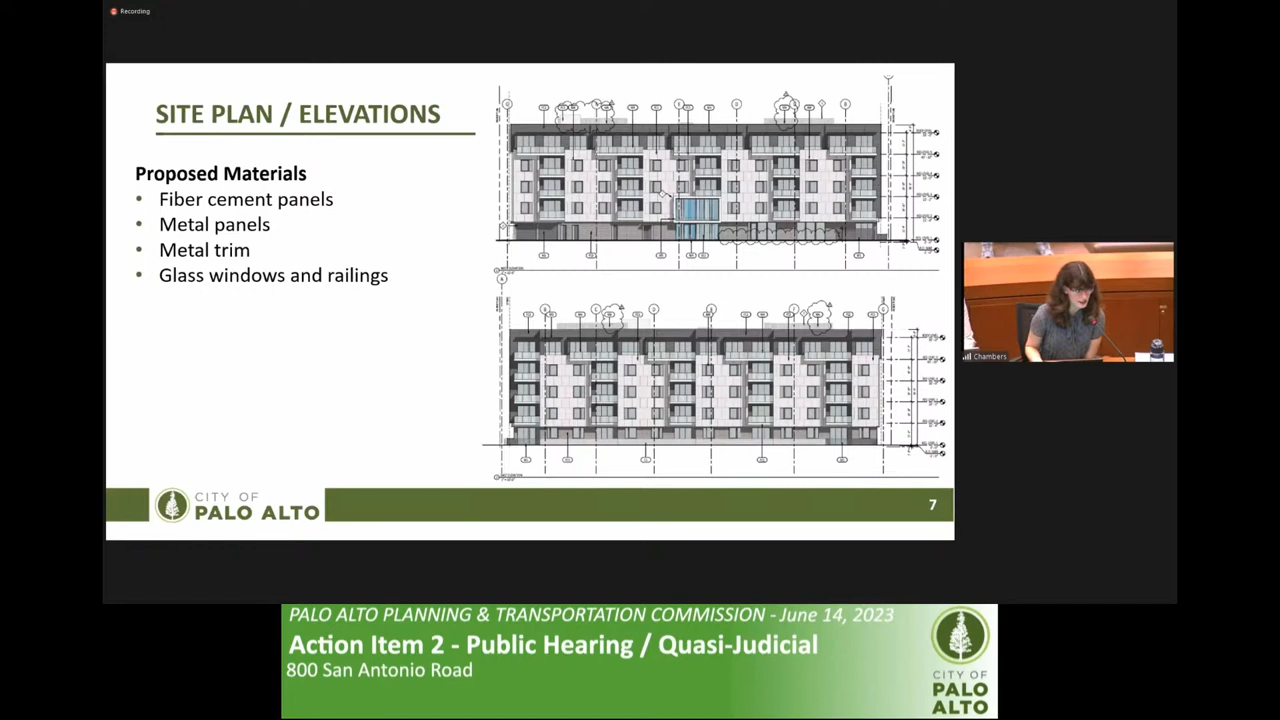 Recording
SITE PLAN / ELEVATIONS
Proposed Materials
• Fiber cement panels
• Metal panels
• Metal trim
• Glass windows and railings
CITY OF
PALO ALTO
7
Chambers
PALO ALTO PLANNING & TRANSPORTATION COMMISSION - June 14, 2023
Action Item 2 - Public Hearing / Quasi-Judicial
800 San Antonio Road
CITY OF
PALO
ALTO